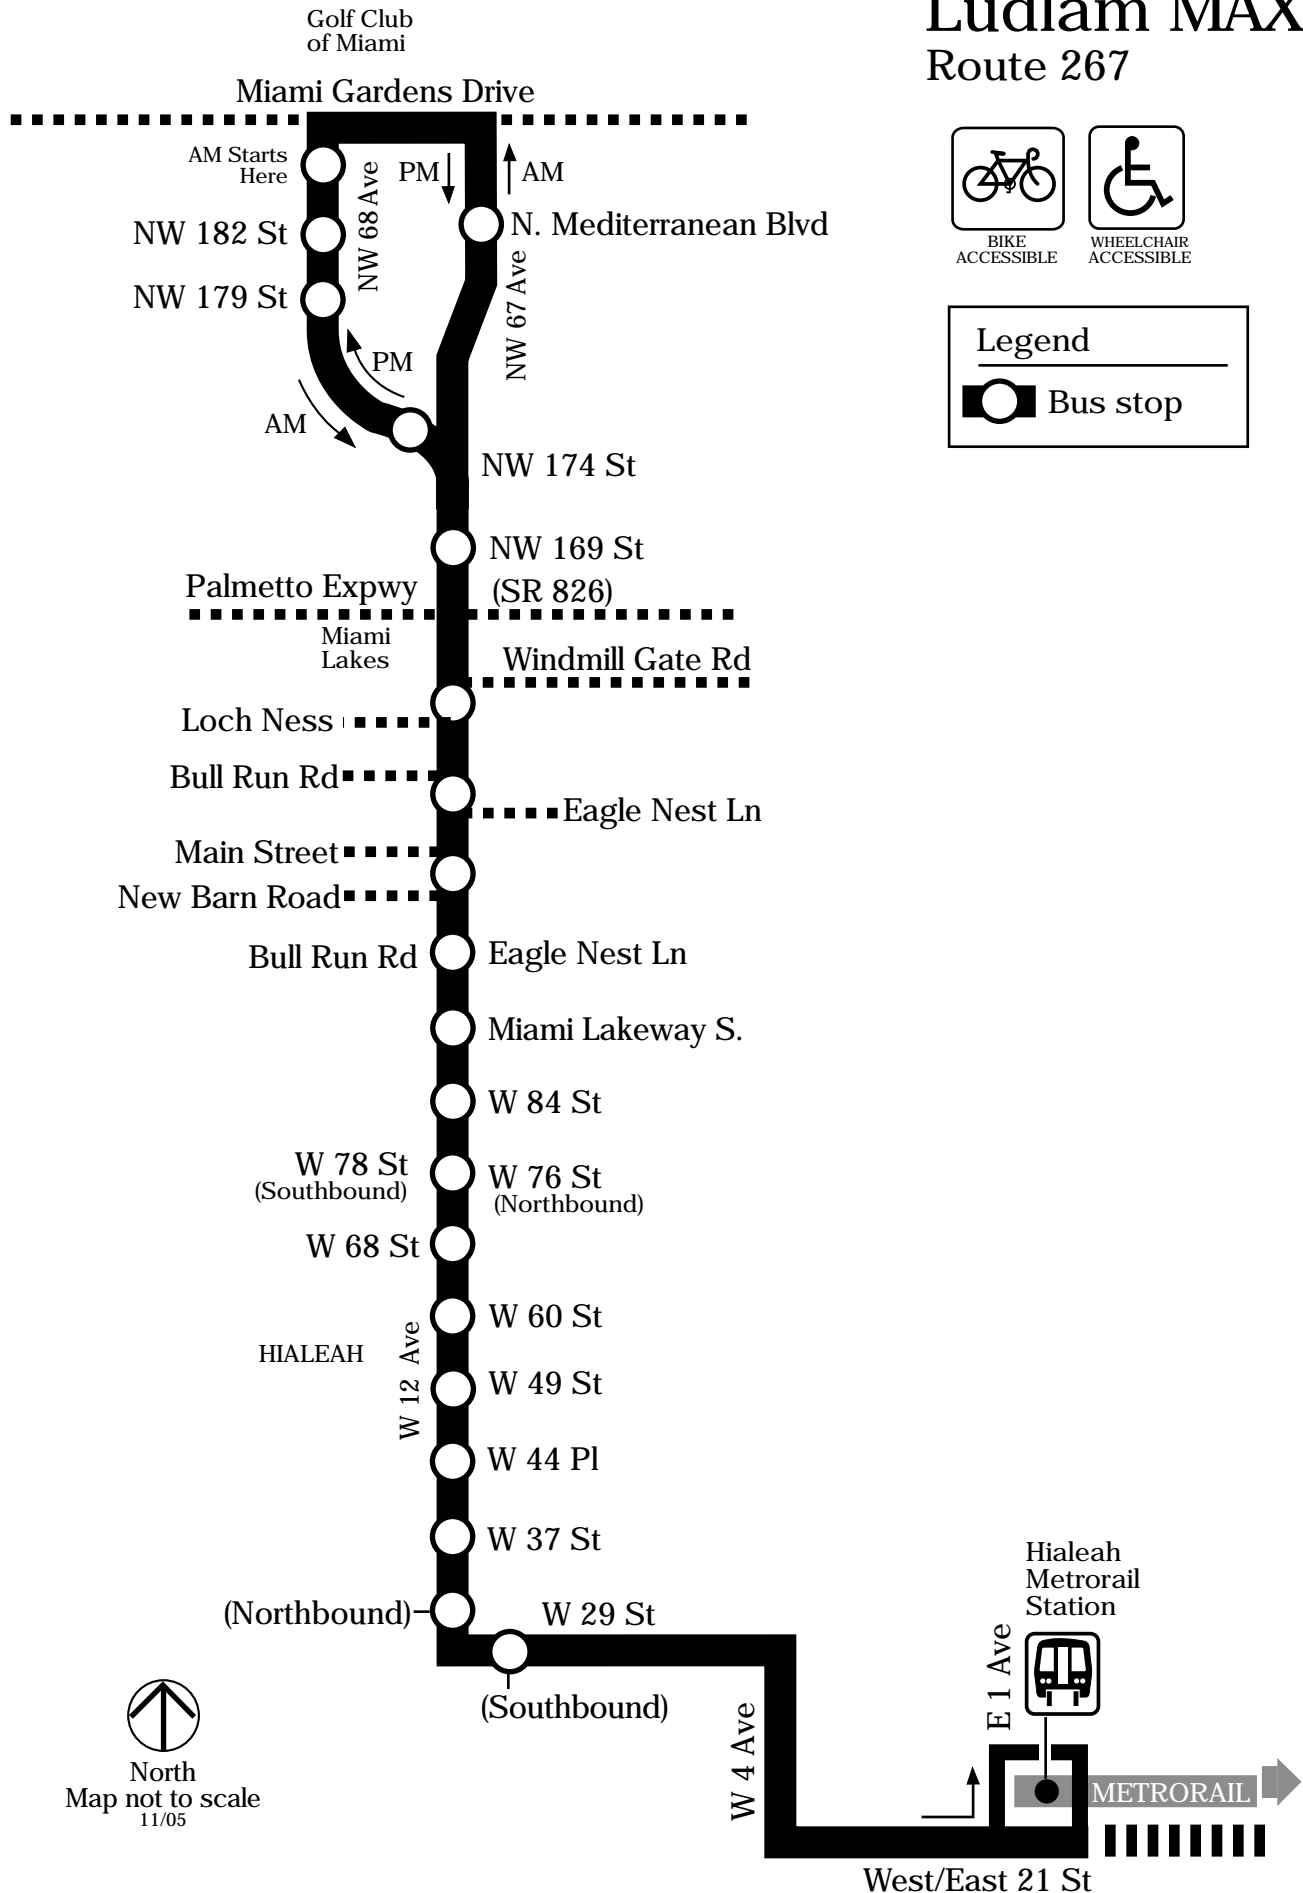 Golf Club
of Miami
Ludlam MAX
Route 267
Miami Gardens Drive
AM Starts
Here
NW 68 Ave
PM
AM
NW 182 St
N. Mediterranean Blvd
BIKE
ACCESSIBLE
WHEELCHAIR
ACCESSIBLE
NW 179 St
NW 67 Ave
Legend
Bus stop
PM
AM
NW 174 St
NW 169 St
Palmetto Expwy
(SR 826)
Miami
Lakes
Windmill Gate Rd
Loch Ness
Bull Run Rd
Eagle Nest Ln
Main Street
New Barn Road
Bull Run Rd
Eagle Nest Ln
Miami Lakeway S.
W 84 St
W 78 St
(Southbound)
W 76 St
(Northbound)
W 68 St
W 60 St
HIALEAH
W 12 Ave
W 49 St
W 44 Pl
W 37 St
Hialeah
Metrorail
Station
(Northbound)
W 29 St
(Southbound)
E 1 Ave
W 4 Ave
North
Map not to scale
11/05
METRORAIL
West/East 21 St